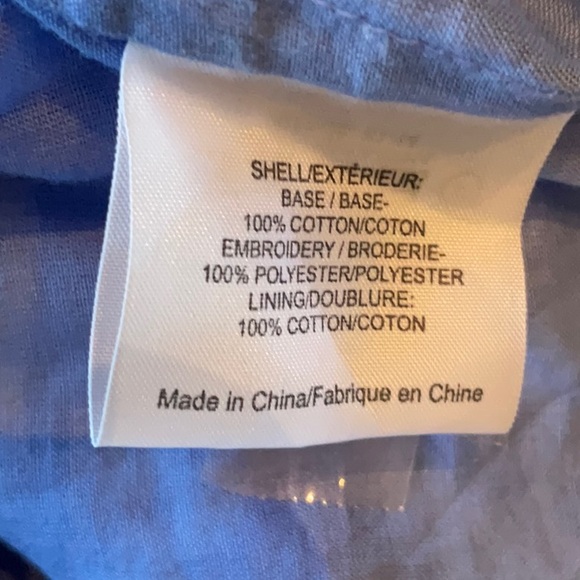 SHELL/EXTÉRIEUR:
BASE / BASE-
100% COTTON/COTON
EMBROIDERY / BRODERIE-
100% POLYESTER/POLYESTER
LINING/DOUBLURE:
100% COTTON/COTON
Made in China/Fabrique en Chine